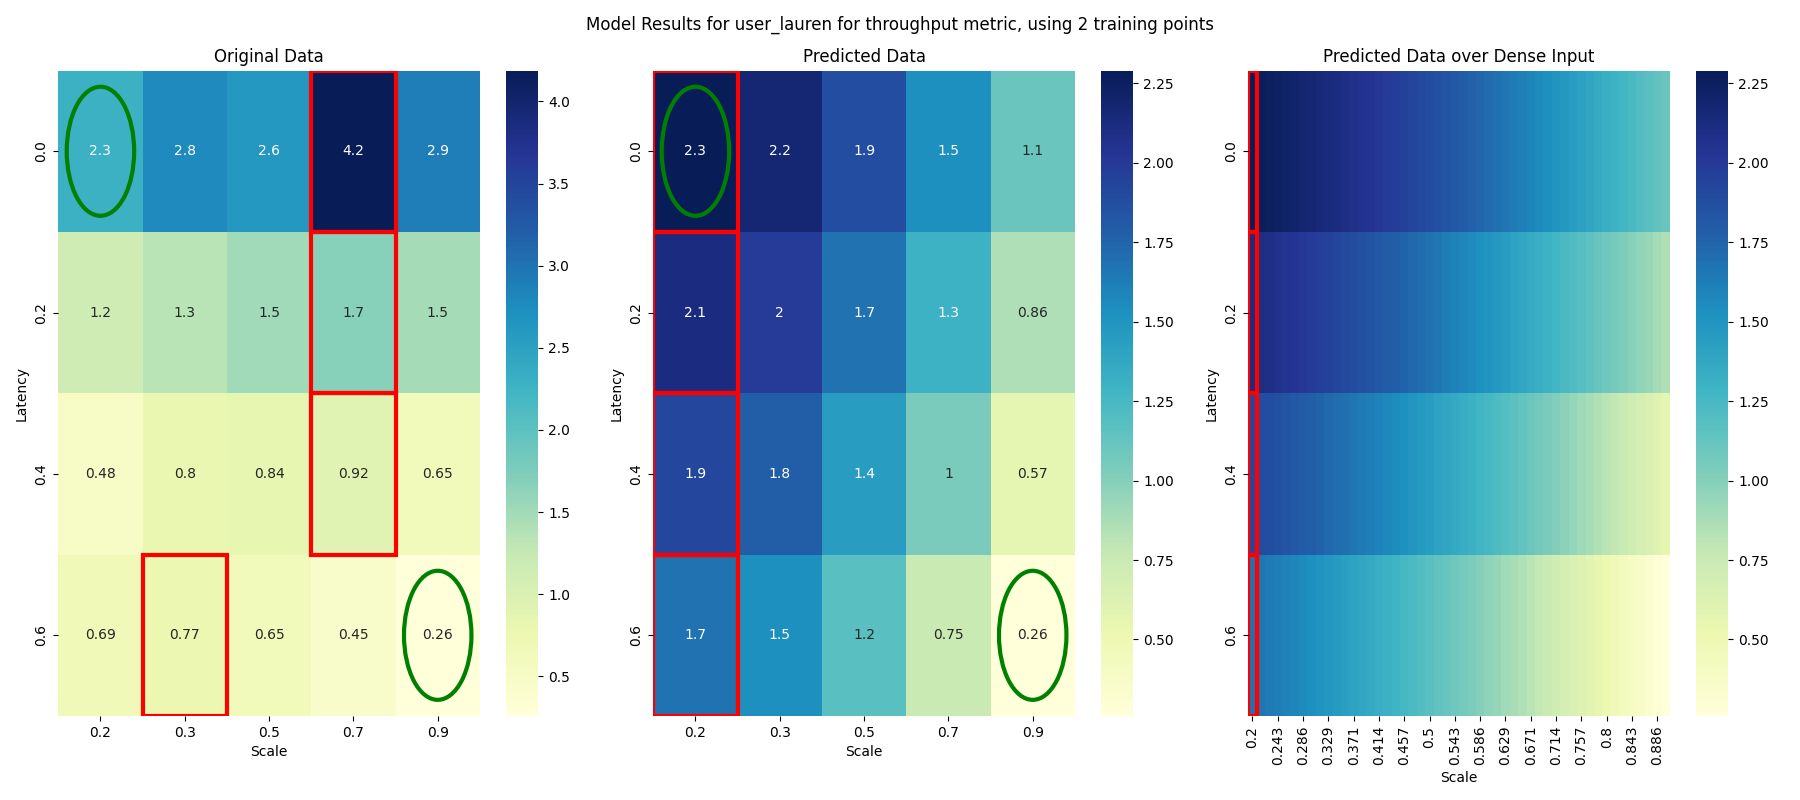 Model Results for user_lauren for throughput metric, using 2 training points
Original Data
2.3 2.8 2.6 4.2 2.9
1.2 1.3 1.5 1.7 1.5
0.48 0.8 0.84 0.92 0.65
0.69 0.77 0.65 0.45 0.26
0.0
0.2
0.4
0.6
Latency
0.2 0.3 0.5 0.7 0.9
Scale
4.0
3.5
3.0
2.5
2.0
1.5
1.0
0.5
Predicted Data
2.3 2.2 1.9 1.5 1.1
2.1 2 1.7 1.3 0.86
1.9 1.8 1.4 1 0.57
1.7 1.5 1.2 0.75 0.26
0.0
0.2
0.4
0.6
Latency
0.2 0.3 0.5 0.7 0.9
Scale
2.25
2.00
1.75
1.50
1.25
1.00
0.75
0.50
Predicted Data over Dense Input
0.0
0.2
0.4
0.6
Latency
0.2 0.243 0.286 0.329 0.371 0.414 0.457 0.5 0.543 0.586 0.629 0.671 0.714 0.757 0.8 0.843 0.886
Scale
2.25
2.00
1.75
1.50
1.25
1.00
0.75
0.50